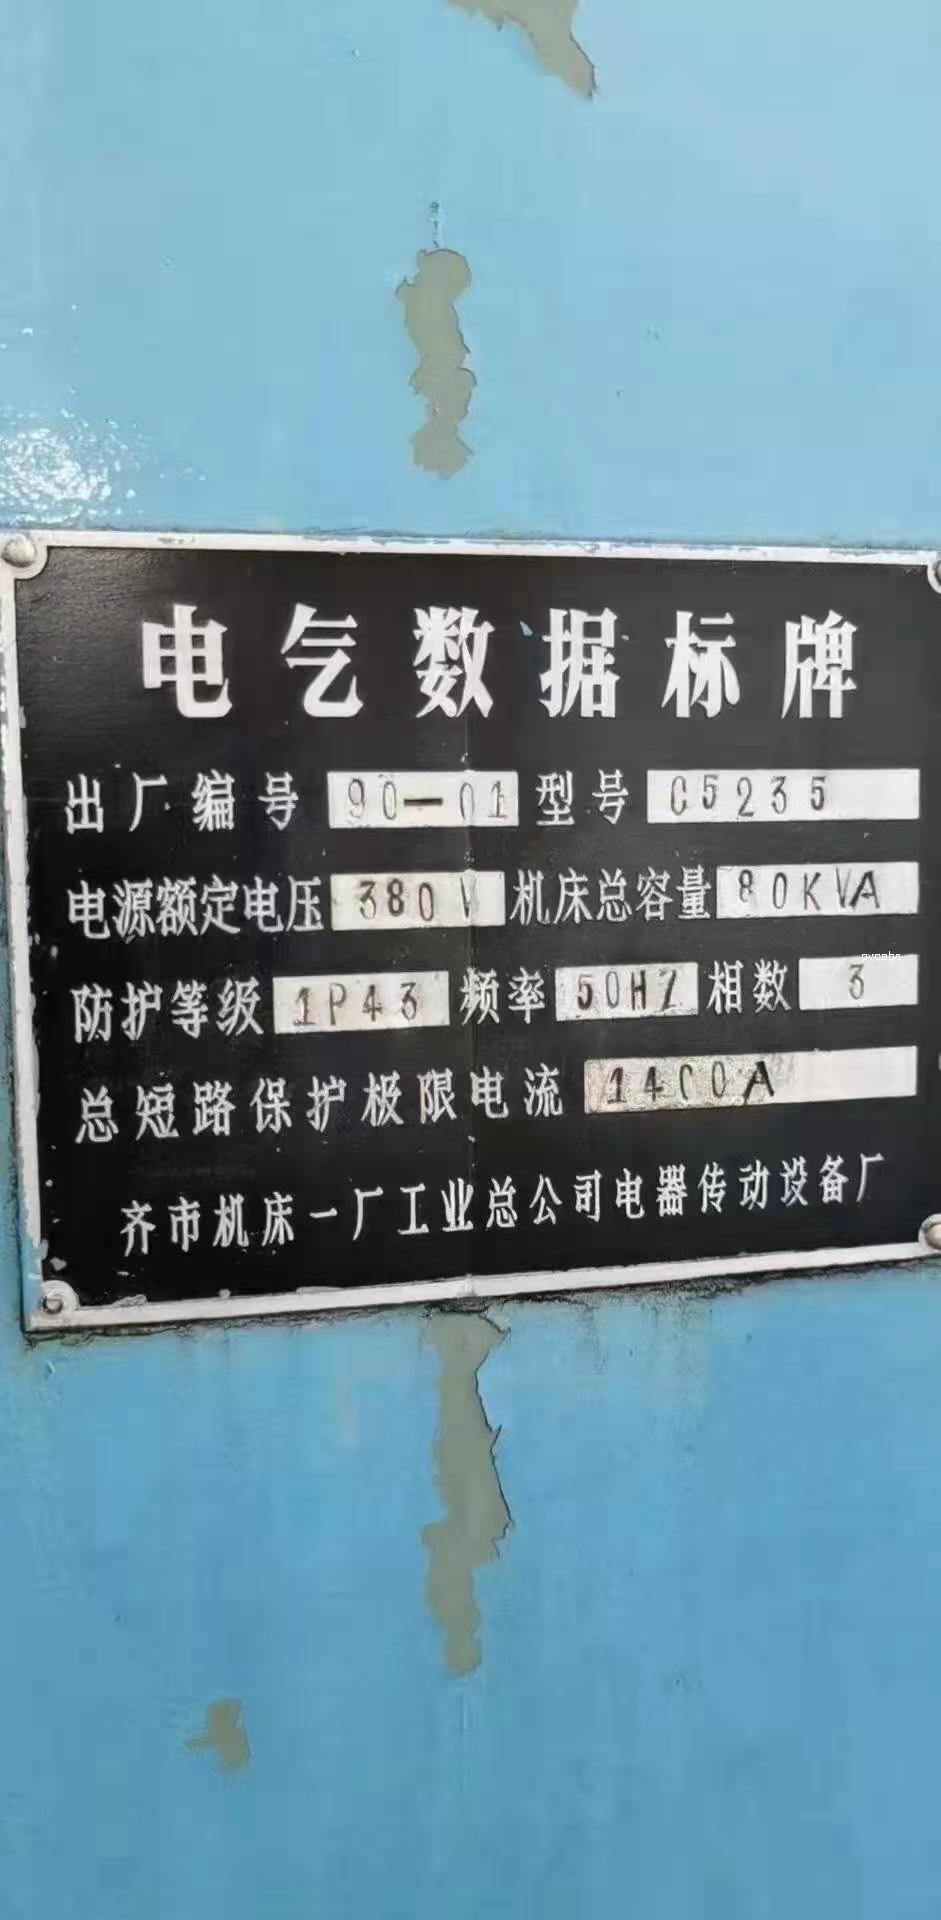 电气数据标牌
出厂编号 90-01 型号 C5235
电源额定电压 380V 机床总容量 80KVA
pvcabs
防护等级 1P43 频率 50HZ 相数 3
总短路保护极限电流 1400A
齐市机床一厂工业总公司电器传动设备厂